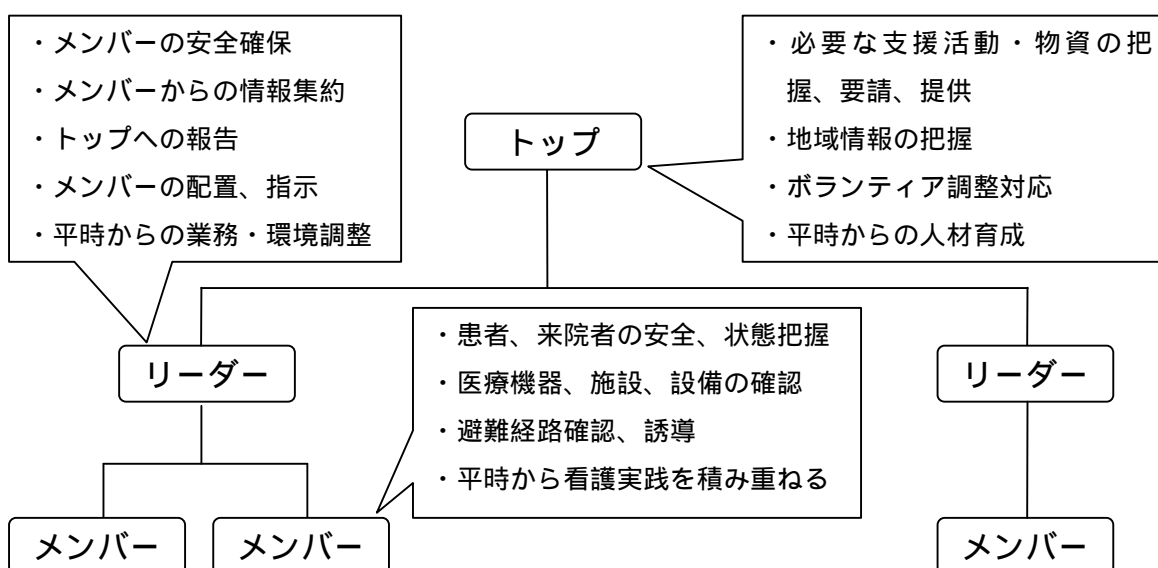 ・メンバーの安全確保
・メンバーからの情報集約
・トップへの報告
・メンバーの配置、指示
・平時からの業務・環境調整
トップ
・必要な支援活動・物資の把
握、要請、提供
・地域情報の把握
・ボランティア調整対応
・平時からの人材育成
リーダー
・患者、来院者の安全、状態把握
・医療機器、施設、設備の確認
・避難経路確認、誘導
・平時から看護実践を積み重ねる
リーダー
メンバー
メンバー
メンバー